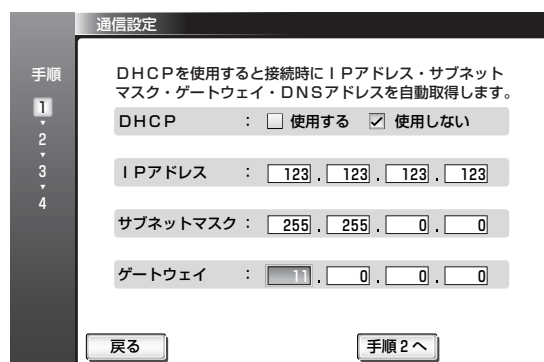 通信設定
手順
1
2
3
4
DHCPを使用すると接続時にIPアドレス・サブネット
マスク・ゲートウェイ・DNSアドレスを自動取得します。
DHCP : 使用する 使用しない
IPアドレス : 123 . 123 . 123 . 123
サブネットマスク : 255 . 255 . 0 . 0
ゲートウェイ : 11 . 0 . 0 . 0
戻る 手順2へ